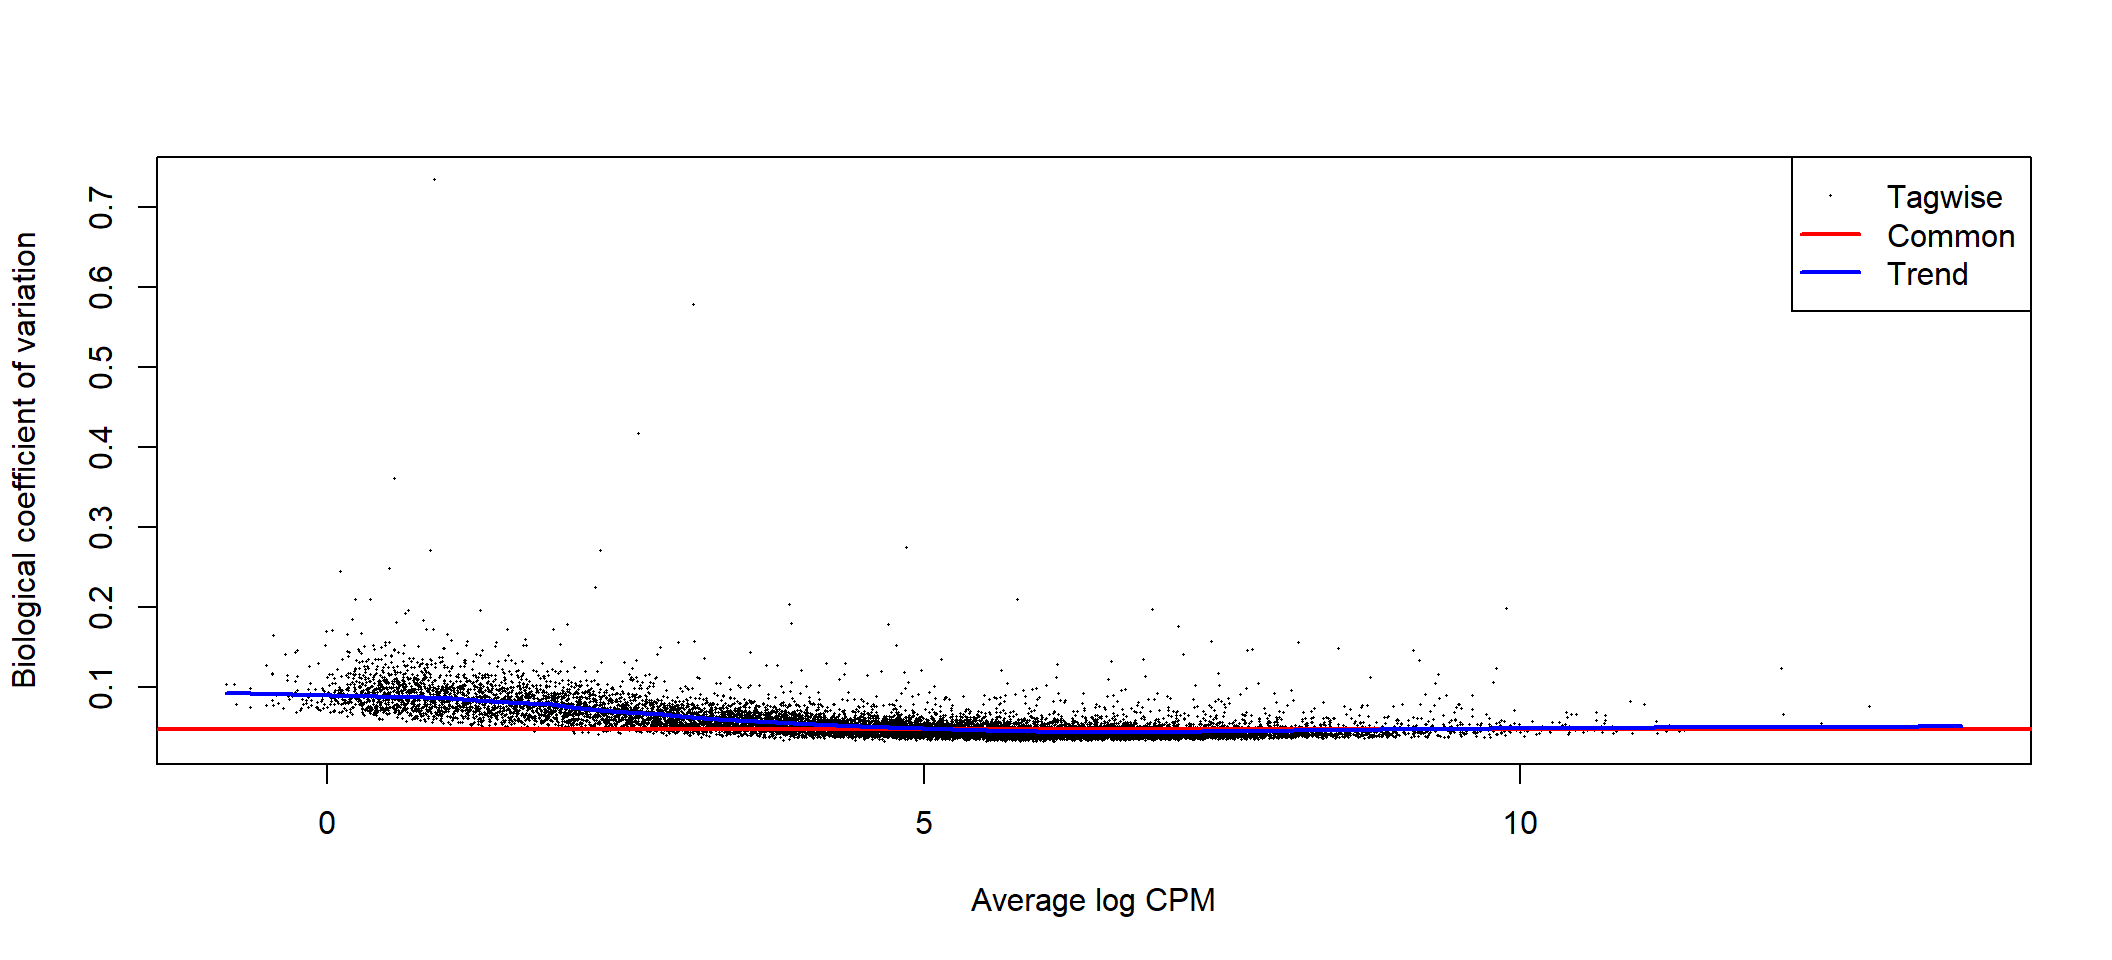 Tagwise
Common
Trend
Biological coefficient of variation
0.7
0.6
0.5
0.4
0.3
0.2
0.1
0
5
10
Average log CPM